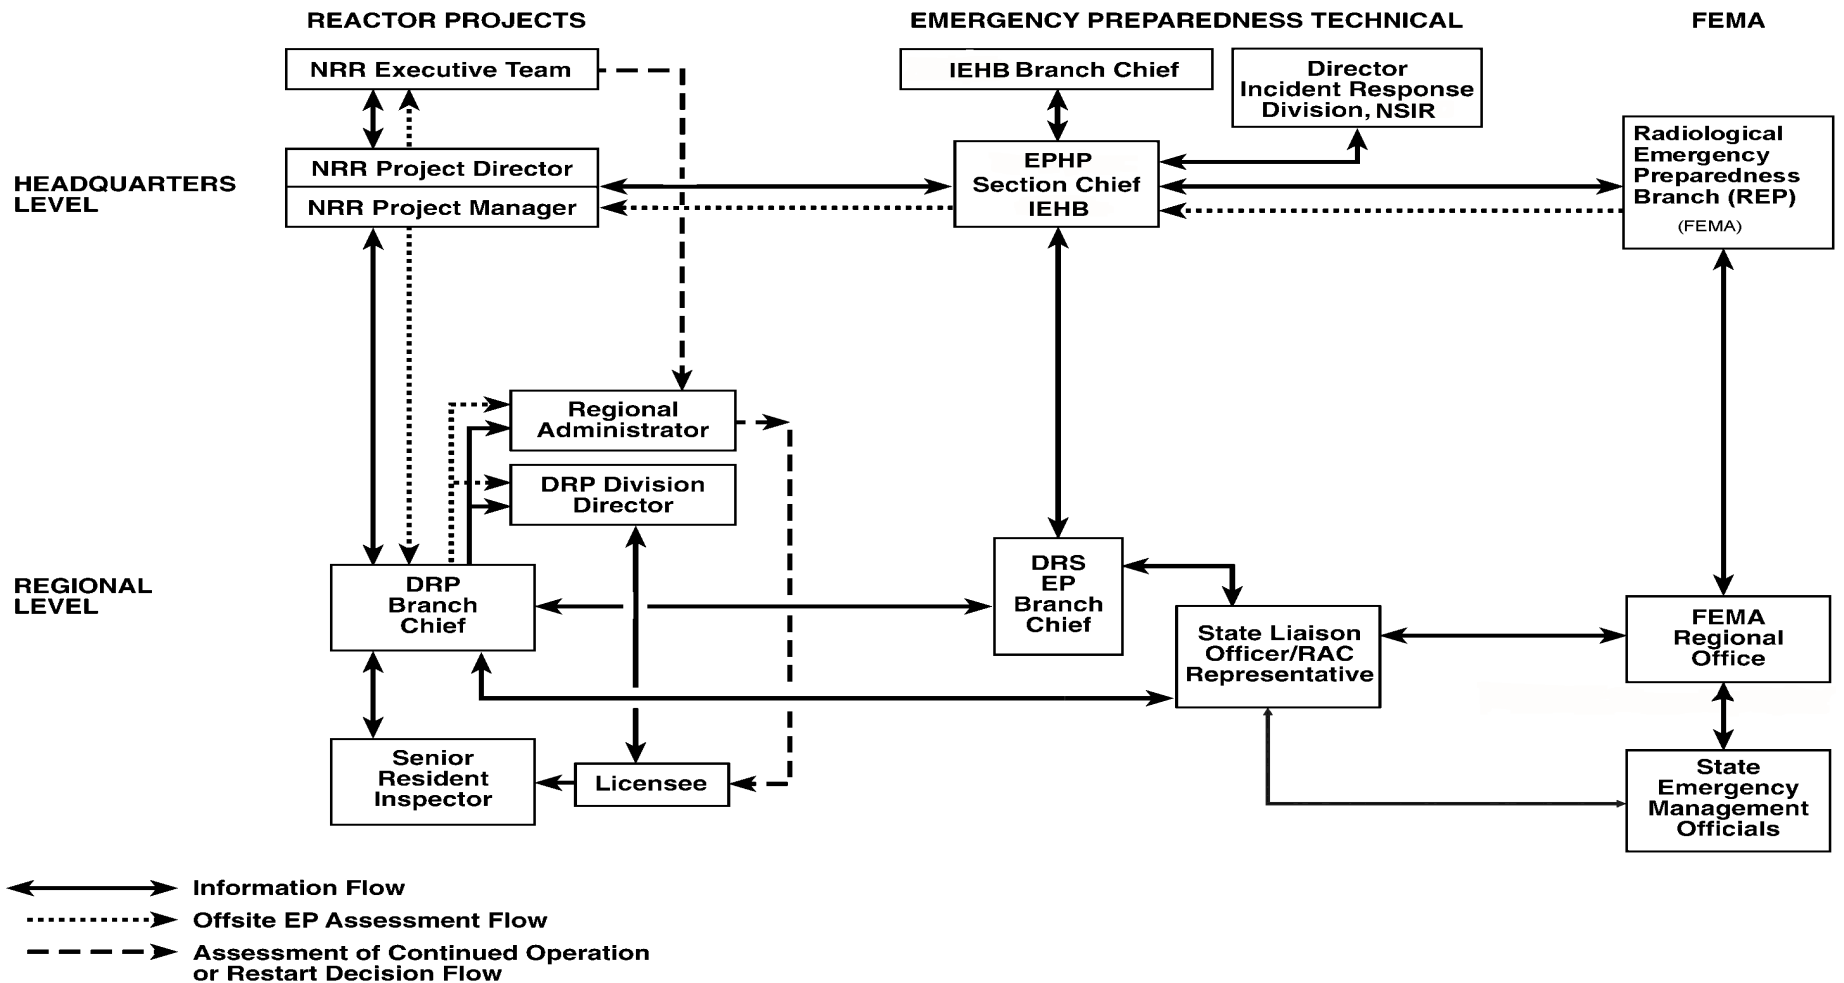 REACTOR PROJECTS
EMERGENCY PREPAREDNESS TECHNICAL
FEMA
NRR Executive Team
IEHB Branch Chief
Director
Incident Response
Division, NSIR
HEADQUARTERS
LEVEL
NRR Project Director
NRR Project Manager
EPHP
Section Chief
IEHB
Radiological
Emergency
Preparedness
Branch (REP)
(FEMA)
Regional
Administrator
DRP Division
Director
REGIONAL
LEVEL
DRP
Branch
Chief
DRS
EP
Branch
Chief
State Liaison
Officer/RAC
Representative
FEMA
Regional
Office
Senior
Resident
Inspector
Licensee
State
Emergency
Management
Officials
Information Flow
Offsite EP Assessment Flow
Assessment of Continued Operation
or Restart Decision Flow